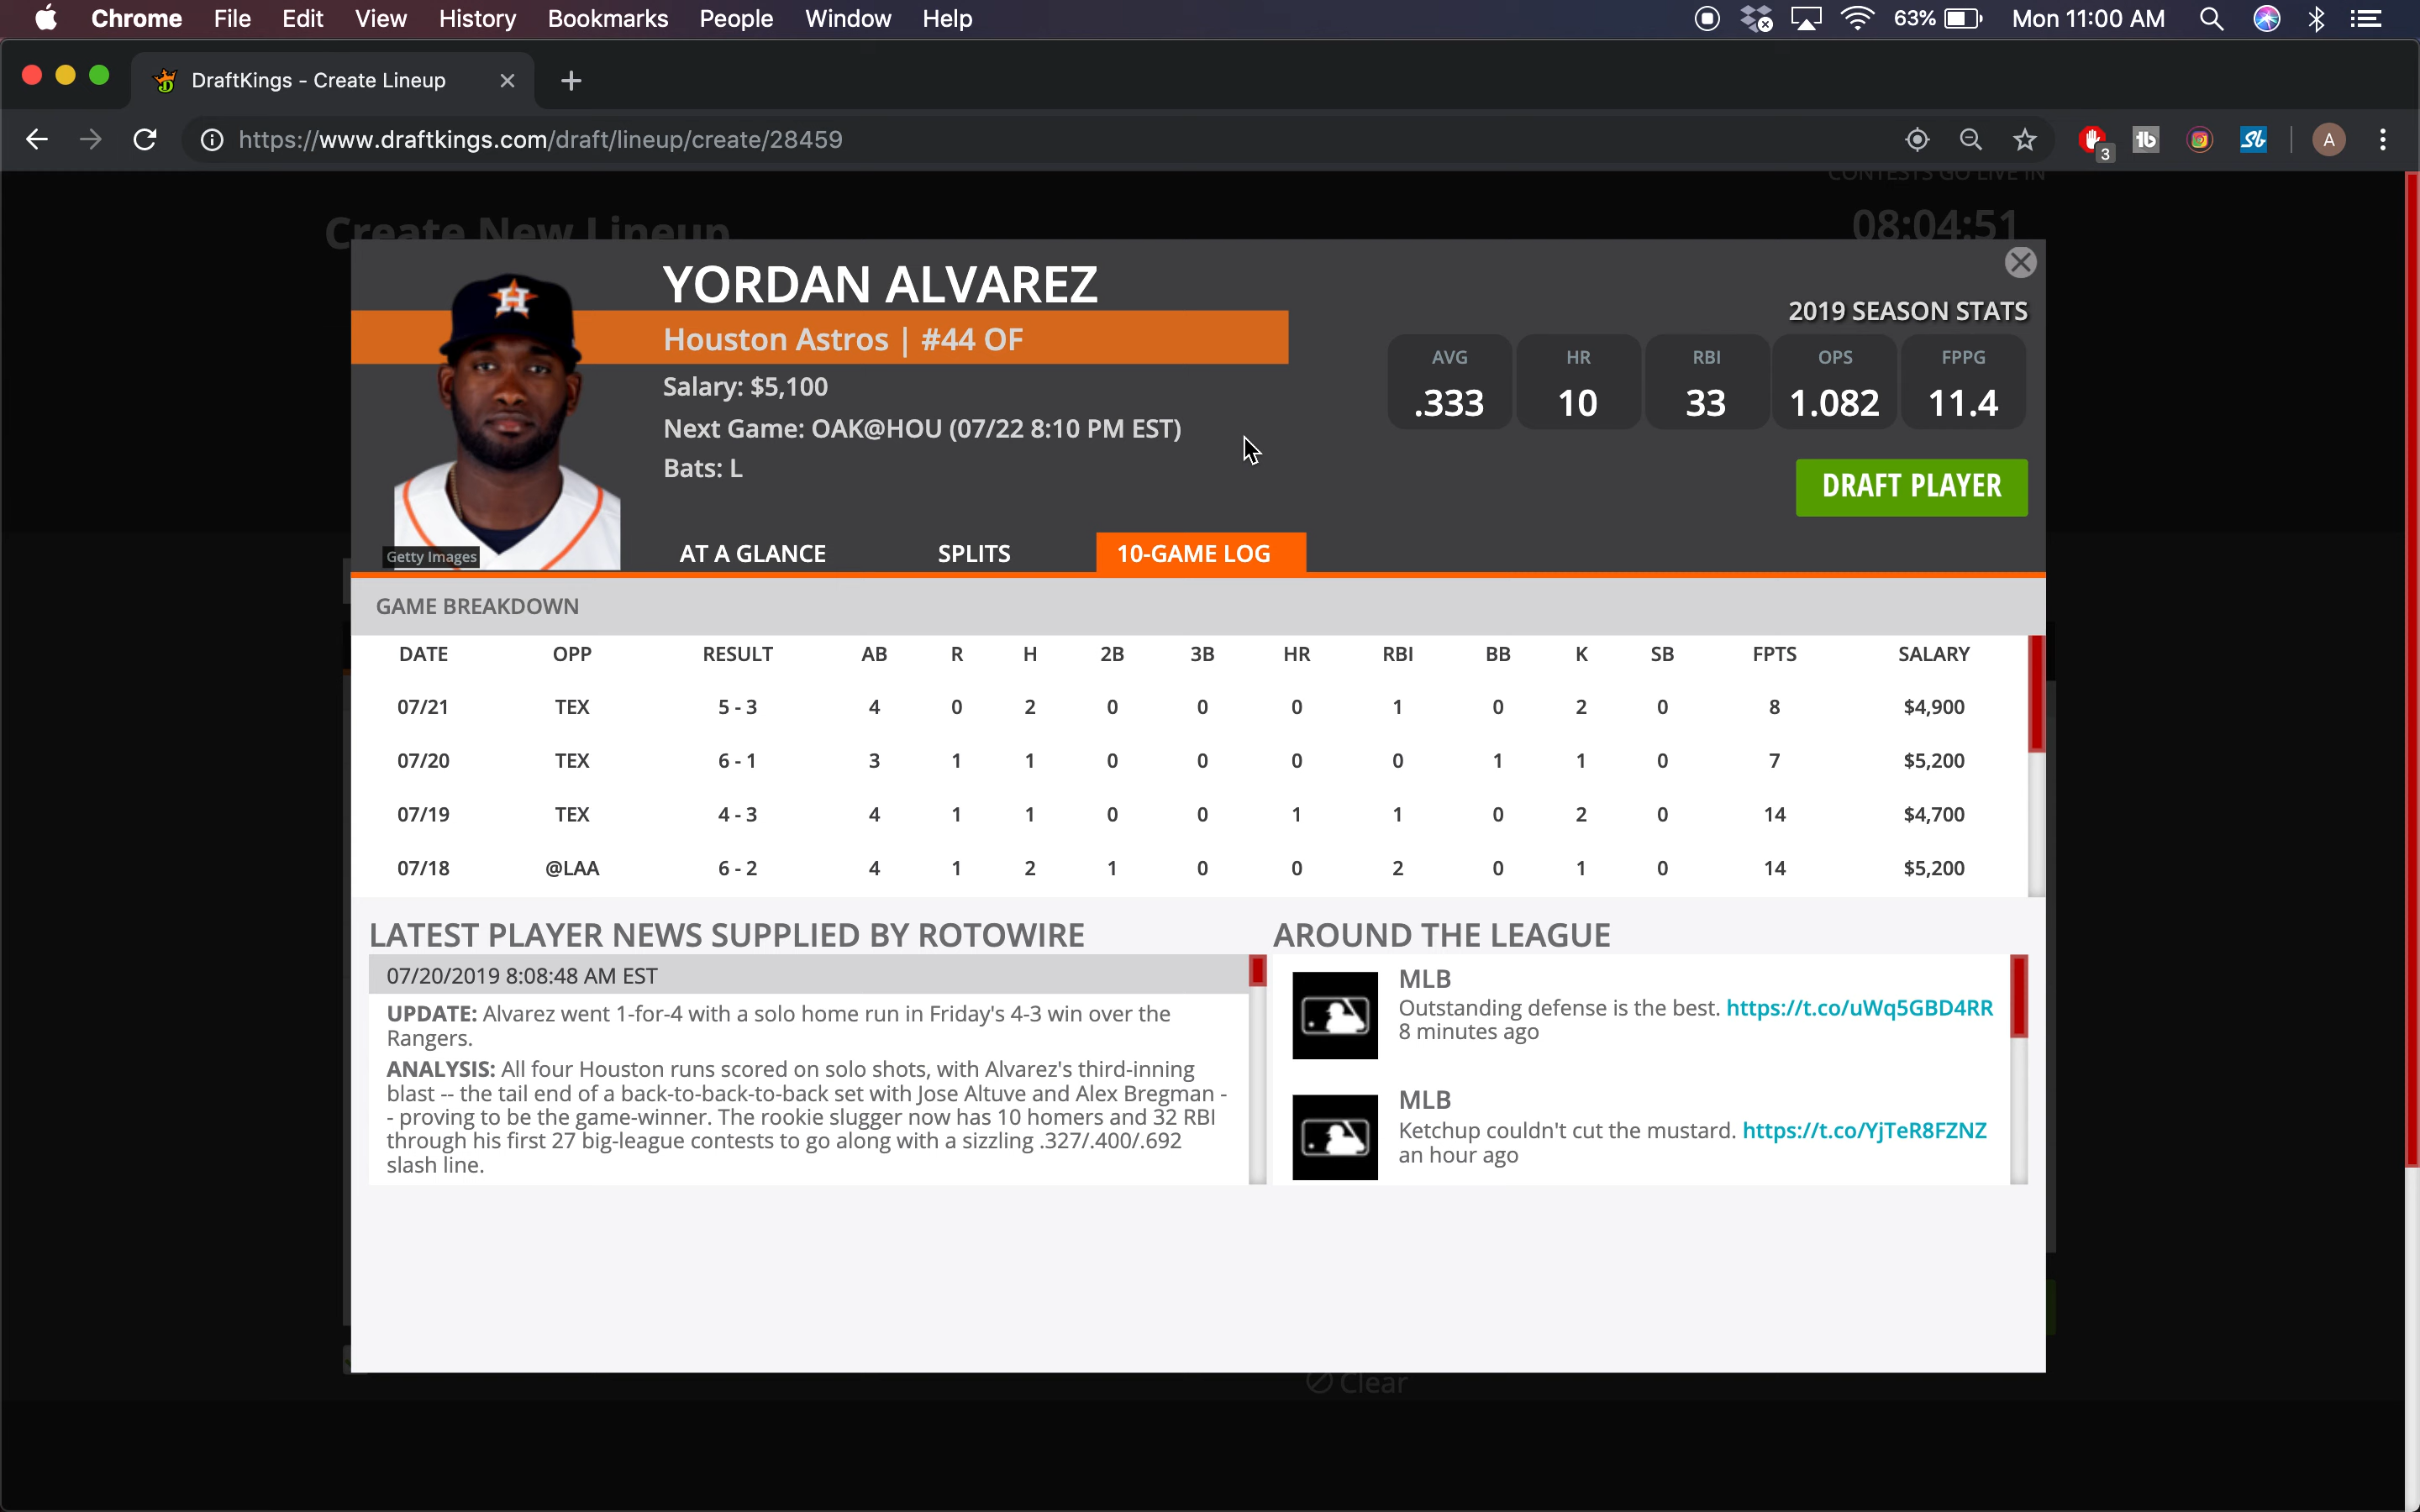 Chrome File Edit View History Bookmarks People Window Help 63% Mon 11:00 AM
DraftKings - Create Lineup
https://www.draftkings.com/draft/lineup/create/28459
3
A
CONTESTS GO LIVE IN
Create New Lineup
08:04:51
YORDAN ALVAREZ
Houston Astros | #44 OF
Salary: $5,100
Next Game: OAK@HOU (07/22 8:10 PM EST)
Bats: L
Getty Images
2019 SEASON STATS
AVG HR RBI OPS FPPG
.333 10 33 1.082 11.4
DRAFT PLAYER
AT A GLANCE SPLITS 10-GAME LOG
GAME BREAKDOWN
DATE OPP RESULT AB R H 2B 3B HR RBI BB K SB FPTS SALARY
07/21 TEX 5 - 3 4 0 2 0 0 0 1 0 2 0 8 $4,900
07/20 TEX 6 - 1 3 1 1 0 0 0 0 1 1 0 7 $5,200
07/19 TEX 4 - 3 4 1 1 0 0 1 1 0 2 0 14 $4,700
07/18 @LAA 6 - 2 4 1 2 1 0 0 2 0 1 0 14 $5,200
LATEST PLAYER NEWS SUPPLIED BY ROTOWIRE
07/20/2019 8:08:48 AM EST
UPDATE: Alvarez went 1-for-4 with a solo home run in Friday's 4-3 win over the
Rangers.
ANALYSIS: All four Houston runs scored on solo shots, with Alvarez's third-inning
blast -- the tail end of a back-to-back-to-back set with Jose Altuve and Alex Bregman -
- proving to be the game-winner. The rookie slugger now has 10 homers and 32 RBI
through his first 27 big-league contests to go along with a sizzling .327/.400/.692
slash line.
AROUND THE LEAGUE
MLB
Outstanding defense is the best. https://t.co/uWq5GBD4RR
8 minutes ago
MLB
Ketchup couldn't cut the mustard. https://t.co/YjTeR8FZNZ
an hour ago
Clear